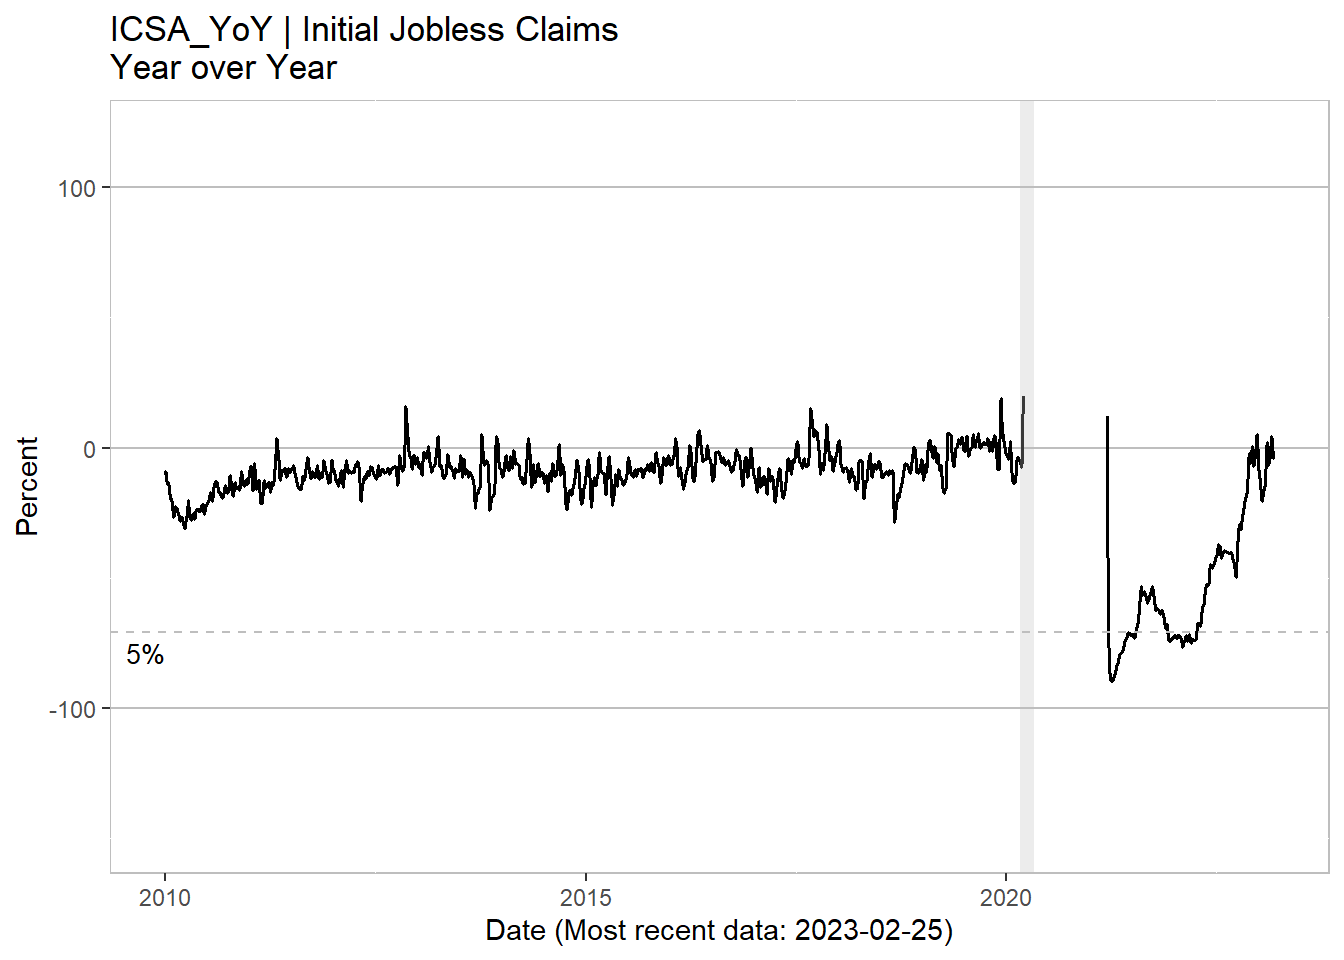 ICSA_YoY | Initial Jobless Claims
Year over Year
100
0
-100
Percent
5%
2010
2015
2020
Date (Most recent data: 2023-02-25)